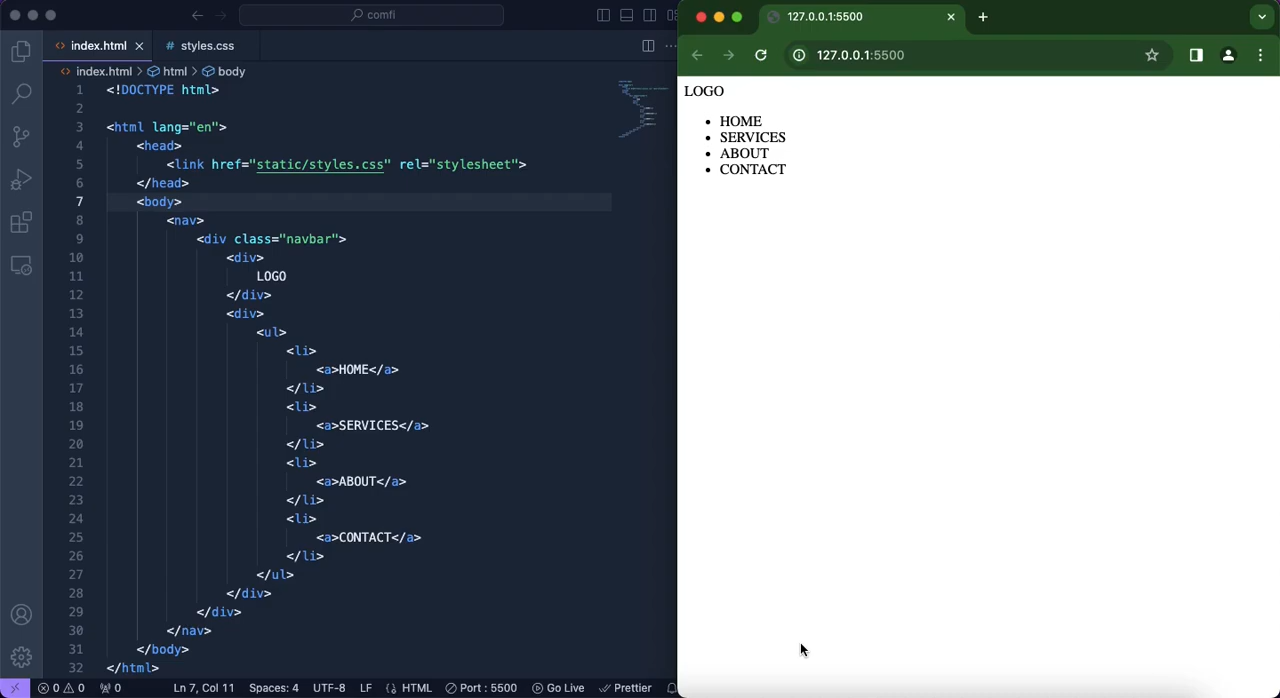 comfi
index.html
# styles.css
index.html > html > body
1 <!DOCTYPE html>
2
3 <html lang="en">
4 <head>
5 <link href="static/styles.css" rel="stylesheet">
6 </head>
7 <body>
8 <nav>
9 <div class="navbar">
10 <div>
11 LOGO
12 </div>
13 <div>
14 <ul>
15 <li>
16 <a>HOME</a>
17 </li>
18 <li>
19 <a>SERVICES</a>
20 </li>
21 <li>
22 <a>ABOUT</a>
23 </li>
24 <li>
25 <a>CONTACT</a>
26 </li>
27 </ul>
28 </div>
29 </div>
30 </nav>
31 </body>
32 </html>
0 0 0 Ln 7, Col 11 Spaces: 4 UTF-8 LF HTML Port : 5500 Go Live Prettier
127.0.0.1:5500
127.0.0.1:5500
LOGO
• HOME
• SERVICES
• ABOUT
• CONTACT